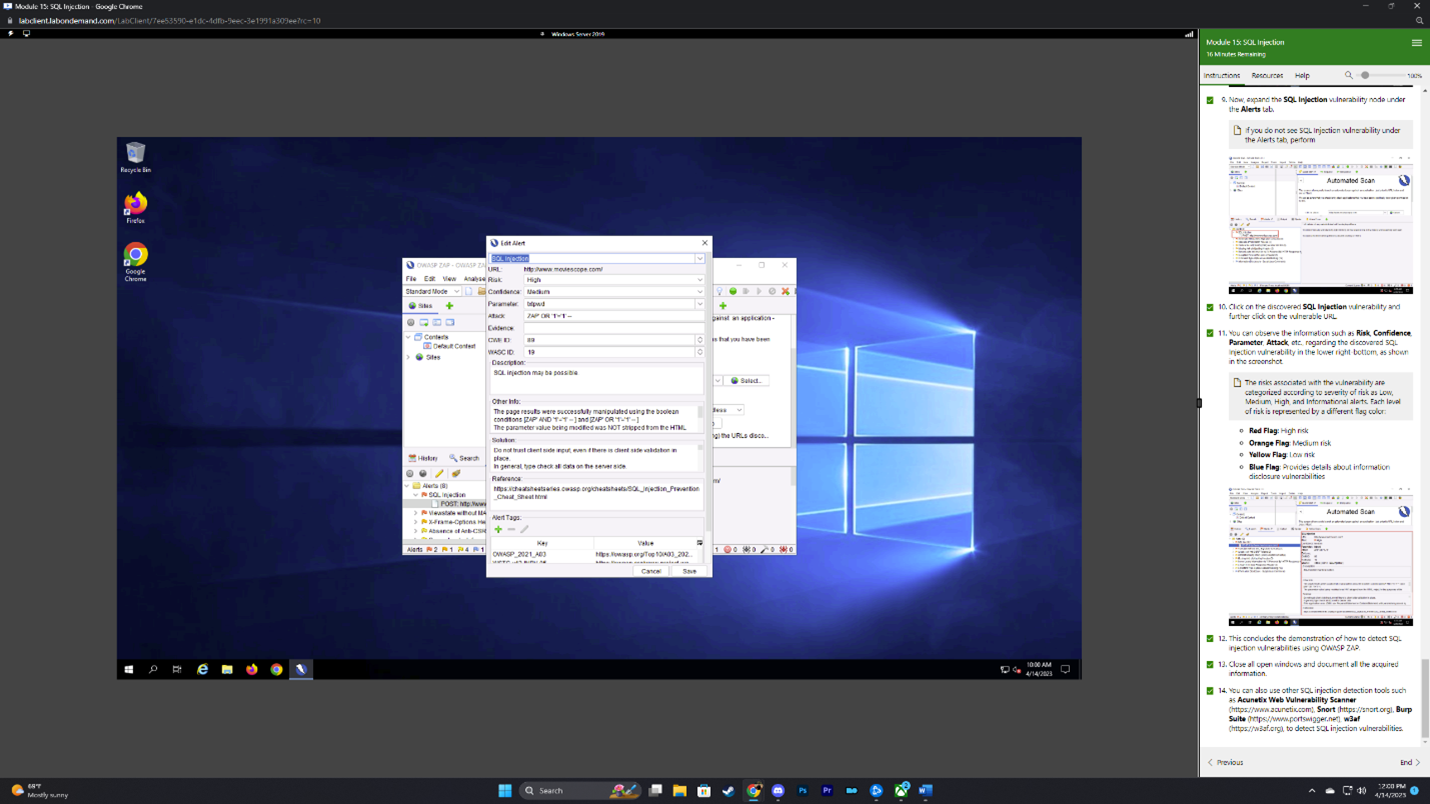 Module 15: SQL Injection - Google Chrome
labclient.labondemand.com/LabClient/7ee63590-e1dc-4dfb-9eec-3e1991a309ee?rc=10
Windows Server 2019
Recycle Bin
Firefox
Google
Chrome
OWASP ZAP - OWASP
File Edit View Analyse
Standard Mode
Sites
Contexts
Default Context
Sites
History Search
Alerts (8)
SQL Injection
POST: http://www
Viewstate without MA
X-Frame-Options He
Absence of Anti-CSR
Alerts 2 1 4 1
Edit Alert
SQL Injection
URL: http://www.moviescope.com/
Risk: High
Confidence: Medium
Parameter: txtpwd
Attack: ZAP' OR '1'='1' --
Evidence:
CWE ID: 89
WASC ID: 19
Description:
SQL injection may be possible.
Other Info:
The page results were successfully manipulated using the boolean
conditions [ZAP' AND '1'='1' -- ] and [ZAP' OR '1'='1' -- ]
The parameter value being modified was NOT stripped from the HTML
Solution:
Do not trust client side input, even if there is client side validation in
place.
In general, type check all data on the server side.
Reference:
https://cheatsheetseries.owasp.org/cheatsheets/SQL_Injection_Prevention
_Cheat_Sheet.html
Alert Tags:
Key Value
OWASP_2021_A03 https://owasp.org/Top10/A03_202...
Cancel Save
against an application -
s that you have been
Select...
g) the URLs disco...
10:00 AM
4/14/2023
Module 15: SQL Injection
16 Minutes Remaining
Instructions Resources Help 100%
9. Now, expand the SQL Injection vulnerability node under
the Alerts tab.
If you do not see SQL Injection vulnerability under
the Alerts tab, perform
Automated Scan
10. Click on the discovered SQL Injection vulnerability and
further click on the vulnerable URL.
11. You can observe the information such as Risk, Confidence,
Parameter, Attack, etc. regarding the discovered SQL
Injection vulnerability in the lower right-bottom, as shown
in the screenshot.
The risks associated with the vulnerability are
categorized according to severity of risk as Low,
Medium, High, and Informational alerts. Each level
of risk is represented by a different flag color:
Red Flag: High risk
Orange Flag: Medium risk
Yellow Flag: Low risk
Blue Flag: Provides details about information
disclosure vulnerabilities
Automated Scan
12. This concludes the demonstration of how to detect SQL
injection vulnerabilities using OWASP ZAP.
13. Close all open windows and document all the acquired
information.
14. You can also use other SQL injection detection tools such
as Acunetix Web Vulnerability Scanner
(https://www.acunetix.com), Snort (https://snort.org), Burp
Suite (https://www.portswigger.net), w3af
(https://w3af.org), to detect SQL injection vulnerabilities.
Previous End
69°F
Mostly sunny
Search
12:00 PM
4/14/2023